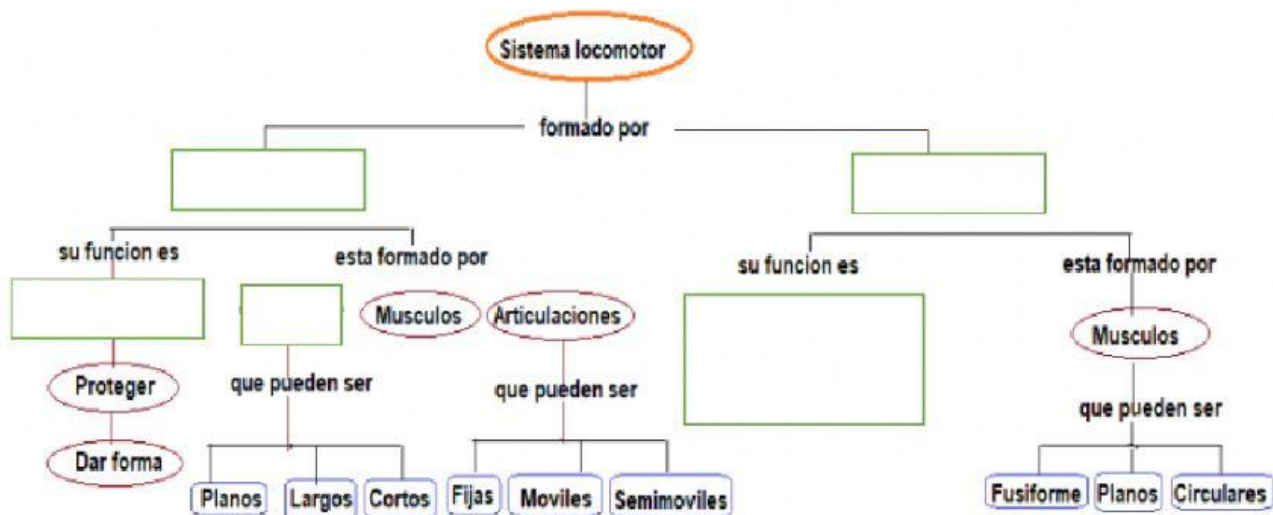 Sistema locomotor
formado por
su funcion es
esta formado por
su funcion es
esta formado por
Musculos
Articulaciones
Musculos
Proteger
que pueden ser
que pueden ser
que pueden ser
Dar forma
Planos
Largos
Cortos
Fijas
Moviles
Semimoviles
Fusiforme
Planos
Circulares